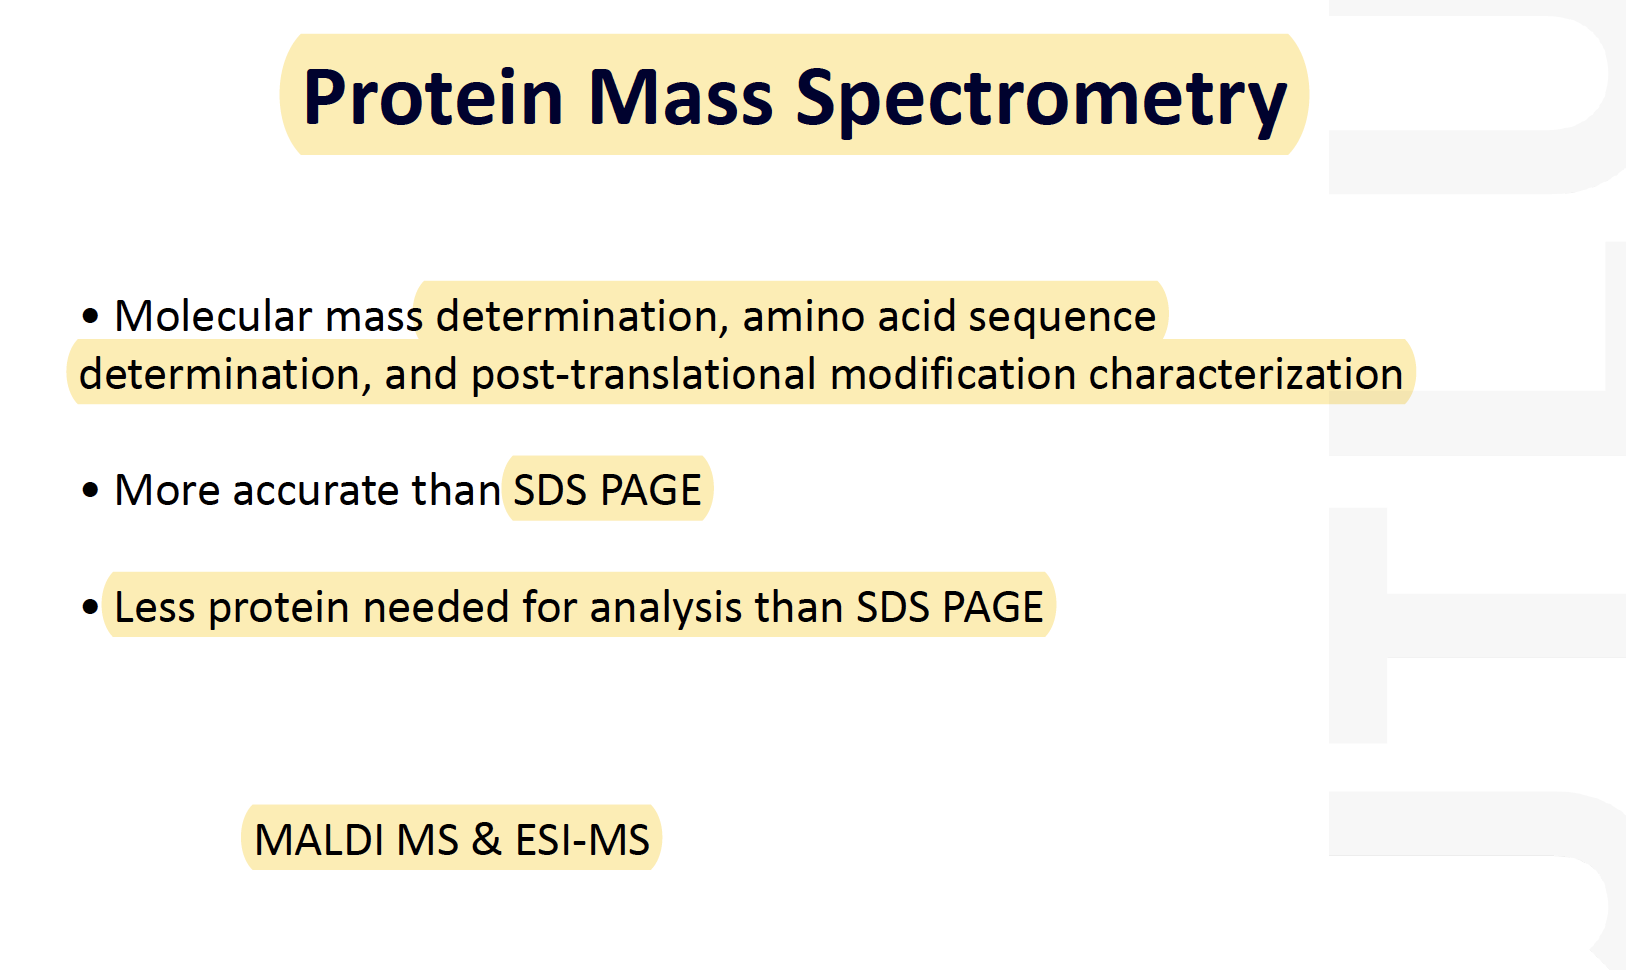 Protein Mass Spectrometry
• Molecular mass determination, amino acid sequence
determination, and post-translational modification characterization
• More accurate than SDS PAGE
• Less protein needed for analysis than SDS PAGE
MALDI MS & ESI-MS